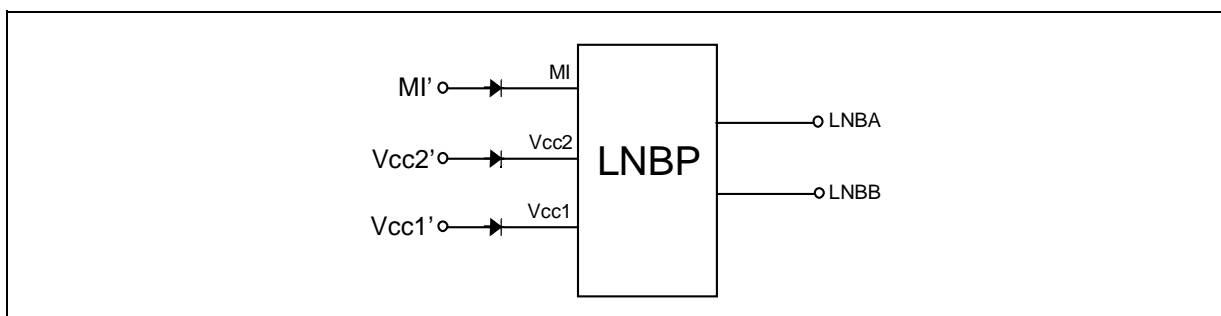 MI
MI’
LNBA
Vcc2
Vcc2’
LNBP
LNBB
Vcc1
Vcc1’